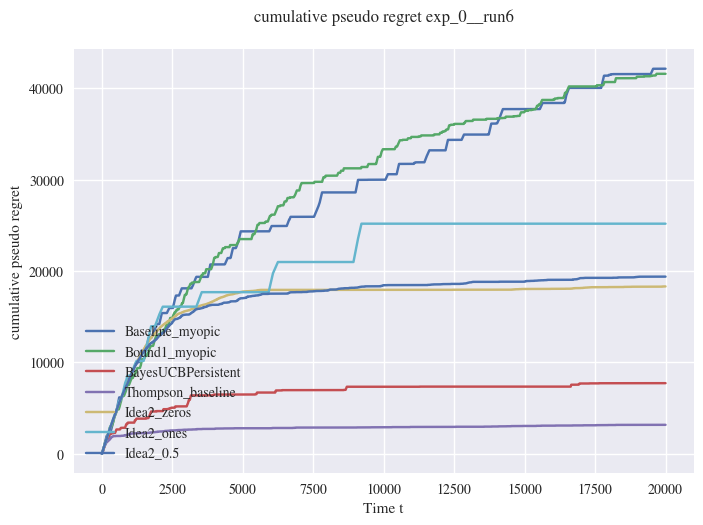 cumulative pseudo regret exp_0__run6
cumulative pseudo regret
40000
30000
20000
10000
0
Baseline_myopic
Bound1_myopic
BayesUCBPersistent
Thompson_baseline
Idea2_zeros
Idea2_ones
Idea2_0.5
0 2500 5000 7500 10000 12500 15000 17500 20000
Time t